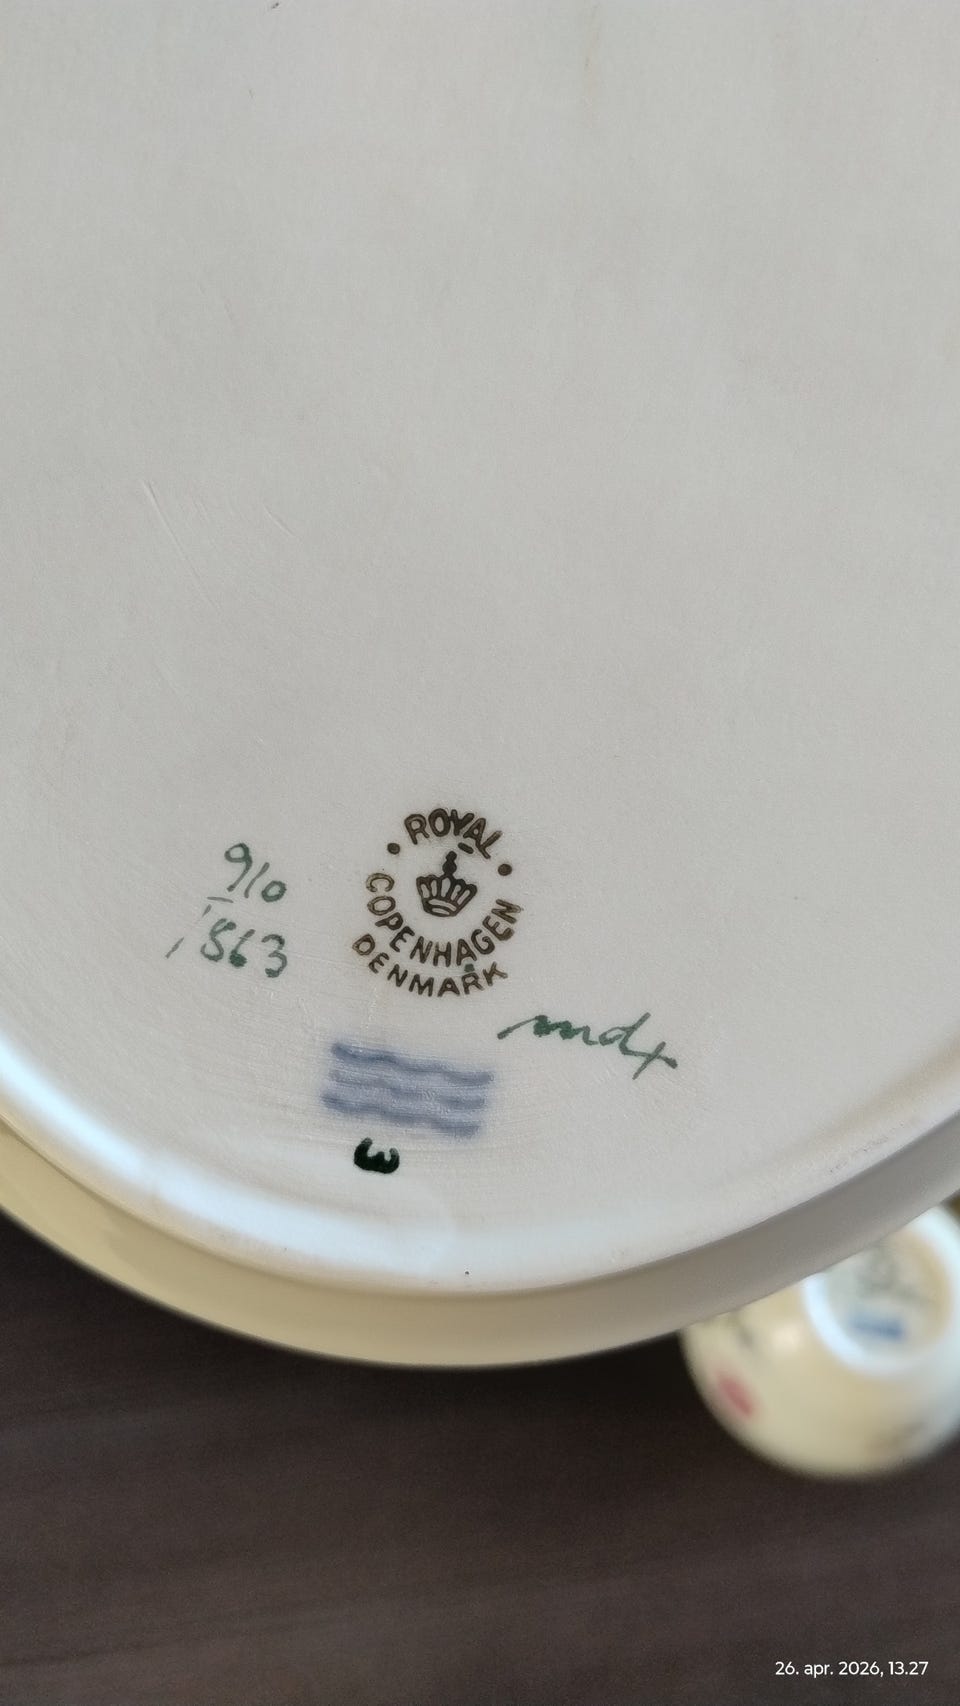 ROYAL
COPENHAGEN
DENMARK
910
1863
3
26. apr. 2026, 13.27